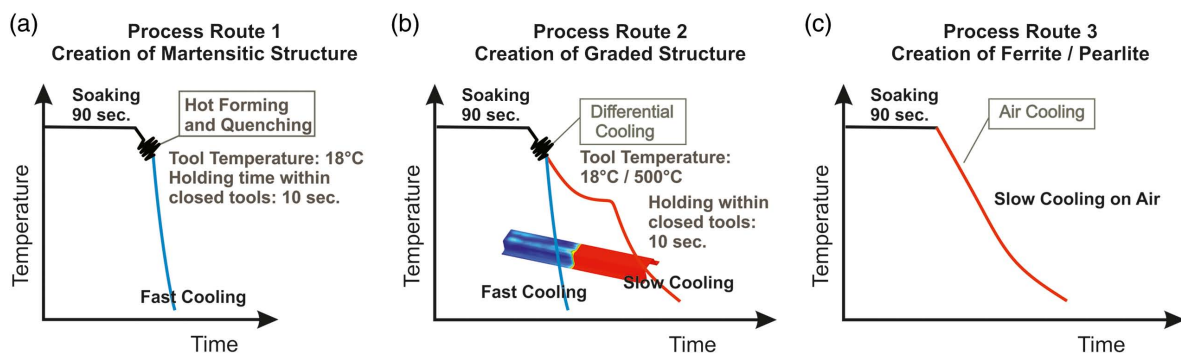 (a)
Process Route 1
Creation of Martensitic Structure
Soaking
90 sec.
Hot Forming
and Quenching
Tool Temperature: 18°C
Holding time within
closed tools: 10 sec.
Fast Cooling
Temperature
Time
(b)
Process Route 2
Creation of Graded Structure
Soaking
90 sec.
Differential
Cooling
Tool Temperature:
18°C / 500°C
Holding within
closed tools:
10 sec.
Fast Cooling
Slow Cooling
Temperature
Time
(c)
Process Route 3
Creation of Ferrite / Pearlite
Soaking
90 sec.
Air Cooling
Slow Cooling on Air
Temperature
Time